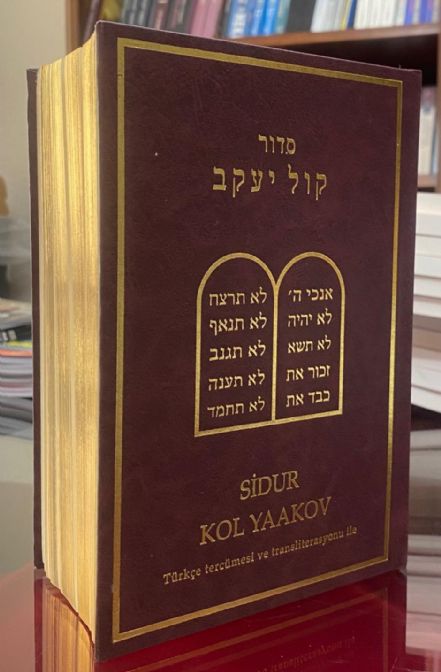 סדור
קול יעקב
אנכי ה׳
לא יהיה
לא תשא
זכור את
כבד את
לא תרצח
לא תנאף
לא תגנב
לא תענה
לא תחמד
SİDUR
KOL YAAKOV
Türkçe tercümesi ve transliterasyonu ile